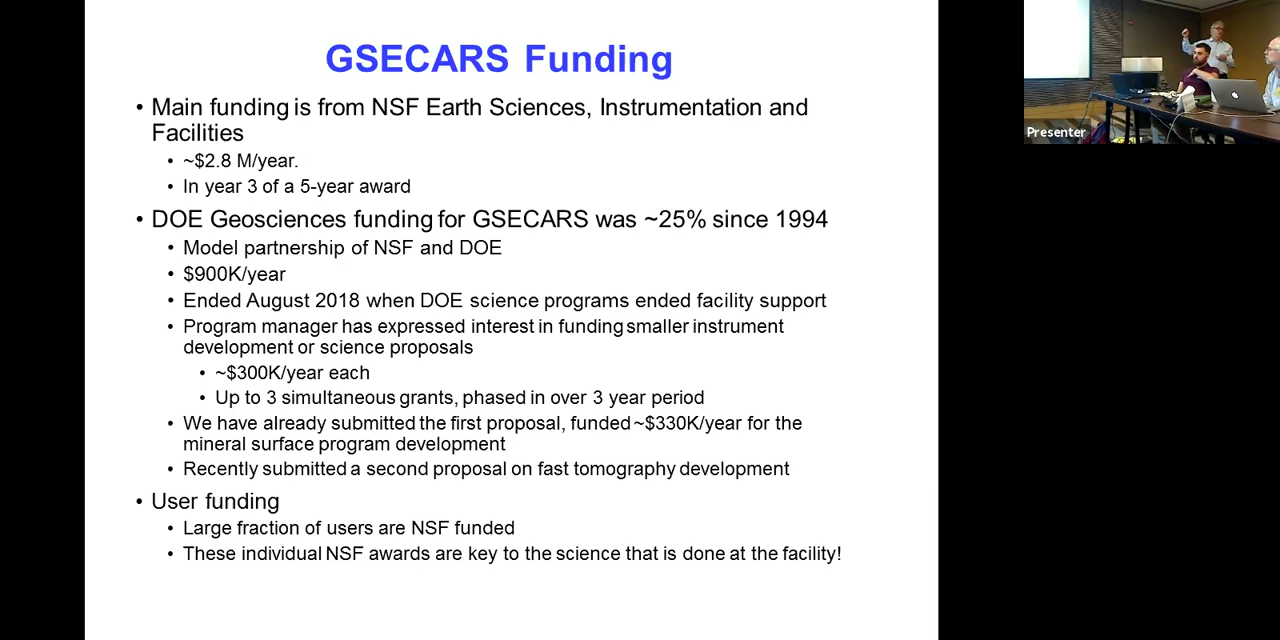 GSECARS Funding
• Main funding is from NSF Earth Sciences, Instrumentation and
Facilities
• ~$2.8 M/year.
• In year 3 of a 5-year award
• DOE Geosciences funding for GSECARS was ~25% since 1994
• Model partnership of NSF and DOE
• $900K/year
• Ended August 2018 when DOE science programs ended facility support
• Program manager has expressed interest in funding smaller instrument
development or science proposals
• ~$300K/year each
• Up to 3 simultaneous grants, phased in over 3 year period
• We have already submitted the first proposal, funded ~$330K/year for the
mineral surface program development
• Recently submitted a second proposal on fast tomography development
• User funding
• Large fraction of users are NSF funded
• These individual NSF awards are key to the science that is done at the facility!
Presenter